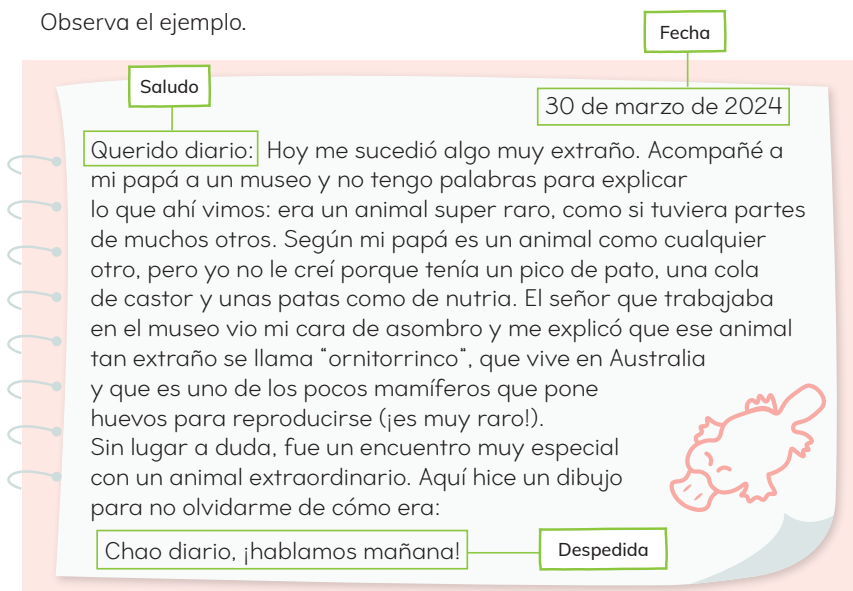 Observa el ejemplo.
Fecha
Saludo
30 de marzo de 2024
Querido diario: Hoy me sucedió algo muy extraño. Acompañé a
mi papá a un museo y no tengo palabras para explicar
lo que ahí vimos: era un animal super raro, como si tuviera partes
de muchos otros. Según mi papá es un animal como cualquier
otro, pero yo no le creí porque tenía un pico de pato, una cola
de castor y unas patas como de nutria. El señor que trabajaba
en el museo vio mi cara de asombro y me explicó que ese animal
tan extraño se llama “ornitorrinco”, que vive en Australia
y que es uno de los pocos mamíferos que pone
huevos para reproducirse (¡es muy raro!).
Sin lugar a duda, fue un encuentro muy especial
con un animal extraordinario. Aquí hice un dibujo
para no olvidarme de cómo era:
Chao diario, ¡hablamos mañana!
Despedida